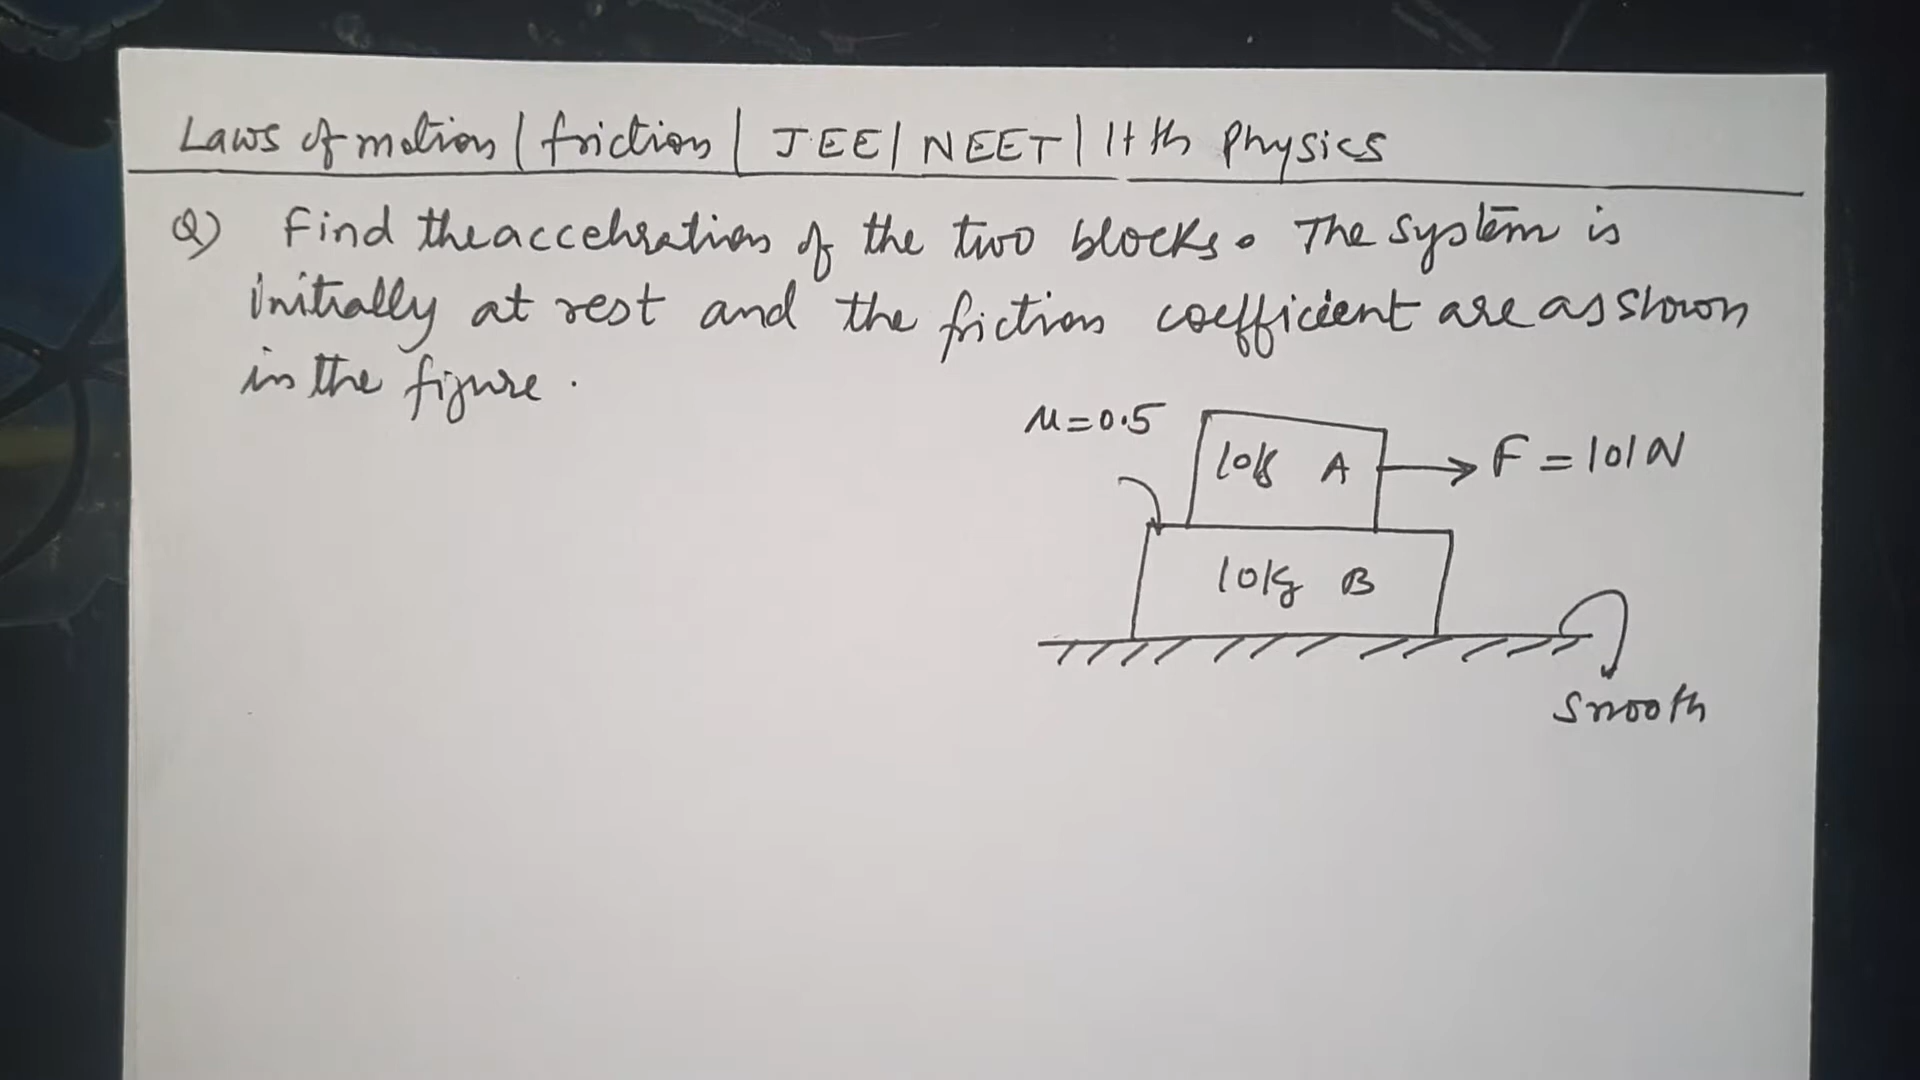 Laws of motion | friction | JEE | NEET | 11th Physics
Q) Find the acceleration of the two blocks. The system is
initially at rest and the friction coefficient are as shown
in the figure.
μ=0.5
10kg A
F = 101N
10kg B
Smooth